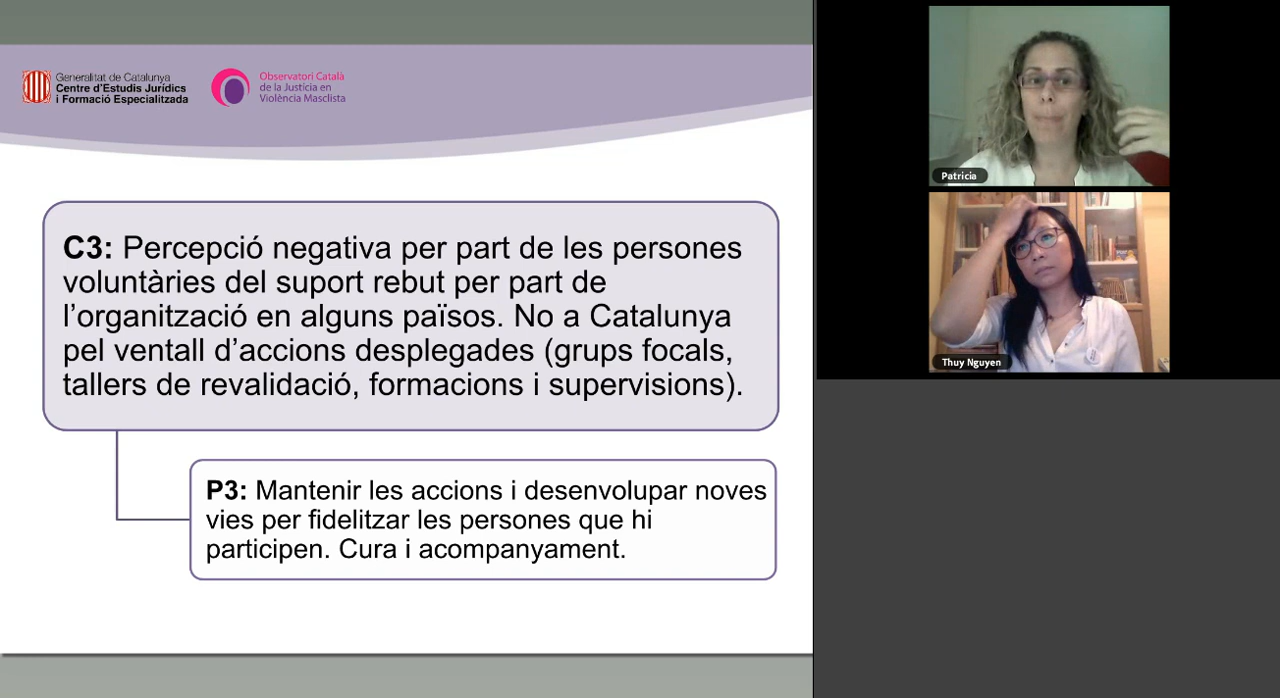 Generalitat de Catalunya
Centre d'Estudis Jurídics
i Formació Especialitzada
Observatori Català
de la Justícia en
Violència Masclista
C3: Percepció negativa per part de les persones
voluntàries del suport rebut per part de
l’organització en alguns països. No a Catalunya
pel ventall d’accions desplegades (grups focals,
tallers de revalidació, formacions i supervisions).
P3: Mantenir les accions i desenvolupar noves
vies per fidelitzar les persones que hi
participen. Cura i acompanyament.
Patricia
Thuy Nguyen